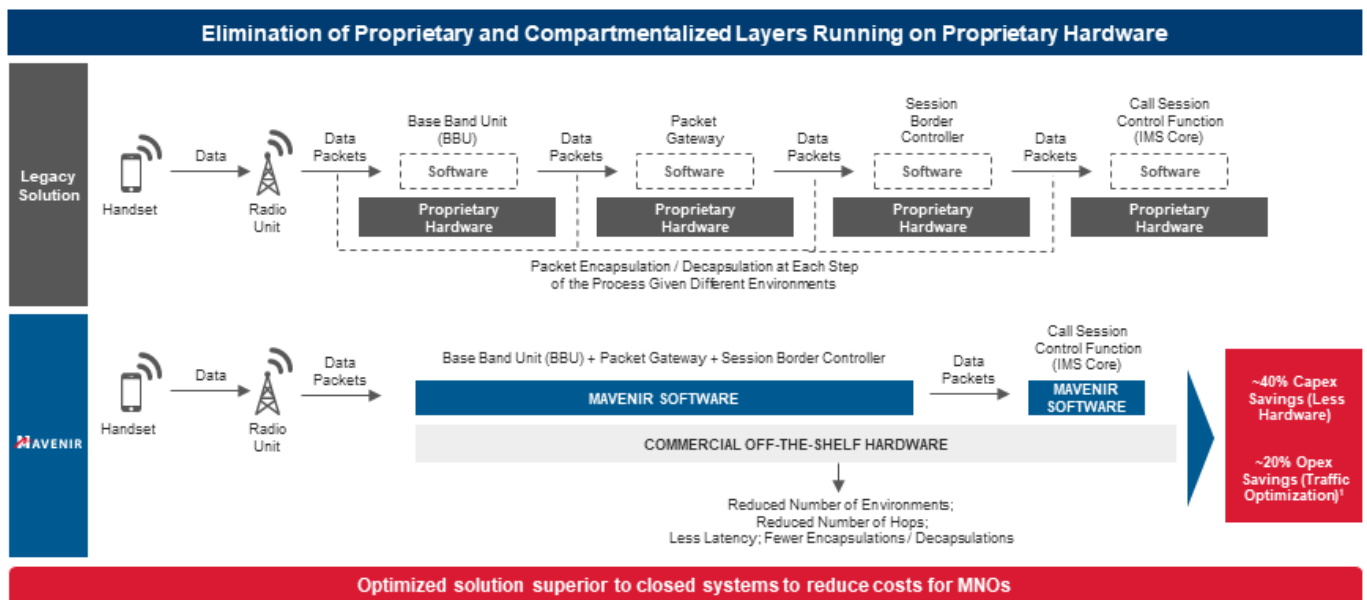 Elimination of Proprietary and Compartmentalized Layers Running on Proprietary Hardware
Legacy
Solution
Handset
Data
Radio
Unit
Data
Packets
Base Band Unit
(BBU)
Software
Proprietary
Hardware
Data
Packets
Packet
Gateway
Software
Proprietary
Hardware
Data
Packets
Session
Border
Controller
Software
Proprietary
Hardware
Data
Packets
Call Session
Control Function
(IMS Core)
Software
Proprietary
Hardware
Packet Encapsulation / Decapsulation at Each Step
of the Process Given Different Environments
MAVENIR
Handset
Data
Radio
Unit
Data
Packets
Base Band Unit (BBU) + Packet Gateway + Session Border Controller
MAVENIR SOFTWARE
Data
Packets
Call Session
Control Function
(IMS Core)
MAVENIR
SOFTWARE
COMMERCIAL OFF-THE-SHELF HARDWARE
Reduced Number of Environments;
Reduced Number of Hops;
Less Latency; Fewer Encapsulations / Decapsulations
~40% Capex
Savings (Less
Hardware)
~20% Opex
Savings (Traffic
Optimization)¹
Optimized solution superior to closed systems to reduce costs for MNOs